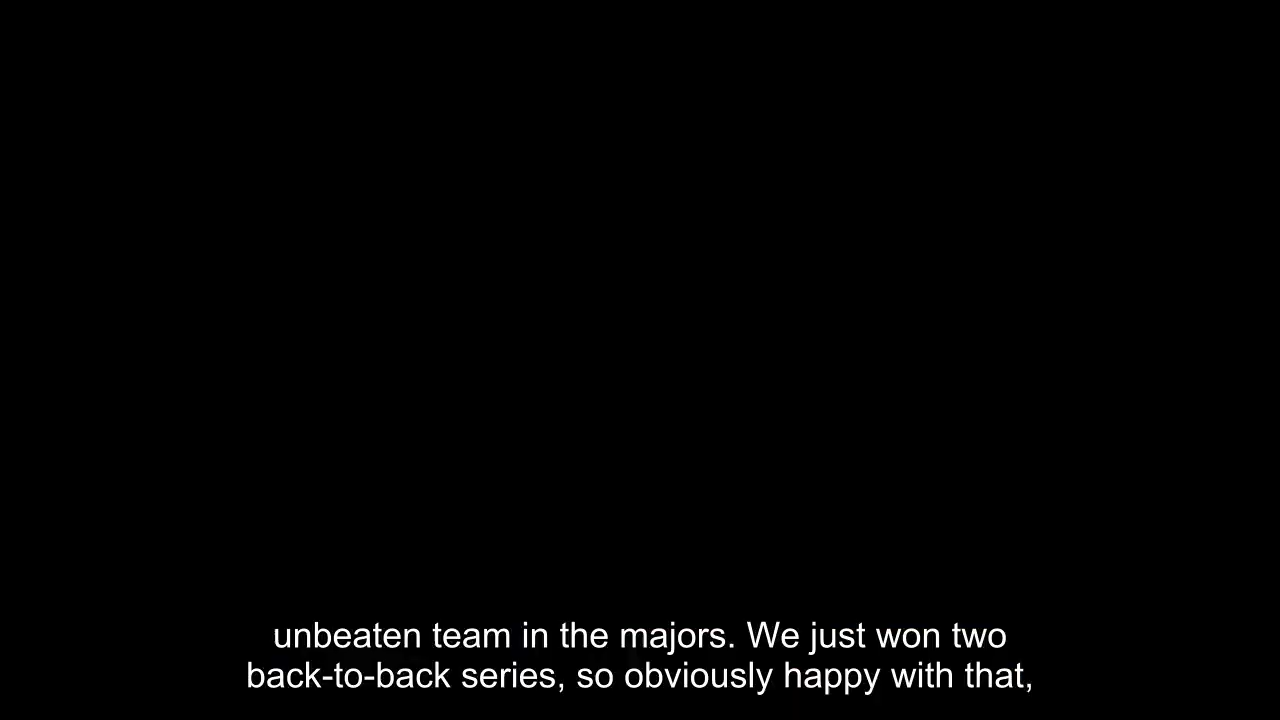 unbeaten team in the majors. We just won two
back-to-back series, so obviously happy with that,